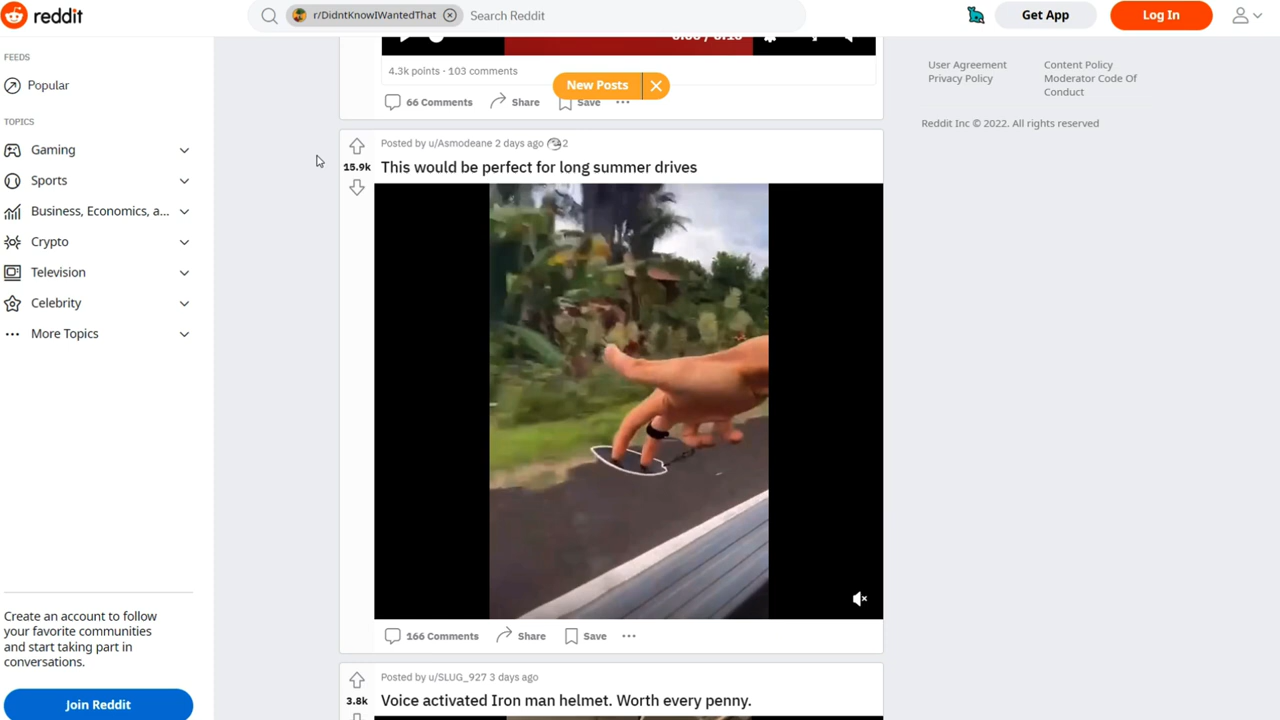 reddit
r/DidntKnowIWantedThat
Search Reddit
Get App
Log In
FEEDS
Popular
TOPICS
Gaming
Sports
Business, Economics, a...
Crypto
Television
Celebrity
More Topics
Create an account to follow
your favorite communities
and start taking part in
conversations.
Join Reddit
4.3k points · 103 comments
New Posts
66 Comments
Share
Save
Posted by u/Asmodeane 2 days ago
2
15.9k
This would be perfect for long summer drives
166 Comments
Share
Save
Posted by u/SLUG_927 3 days ago
3.8k
Voice activated Iron man helmet. Worth every penny.
User Agreement
Privacy Policy
Content Policy
Moderator Code Of
Conduct
Reddit Inc © 2022. All rights reserved